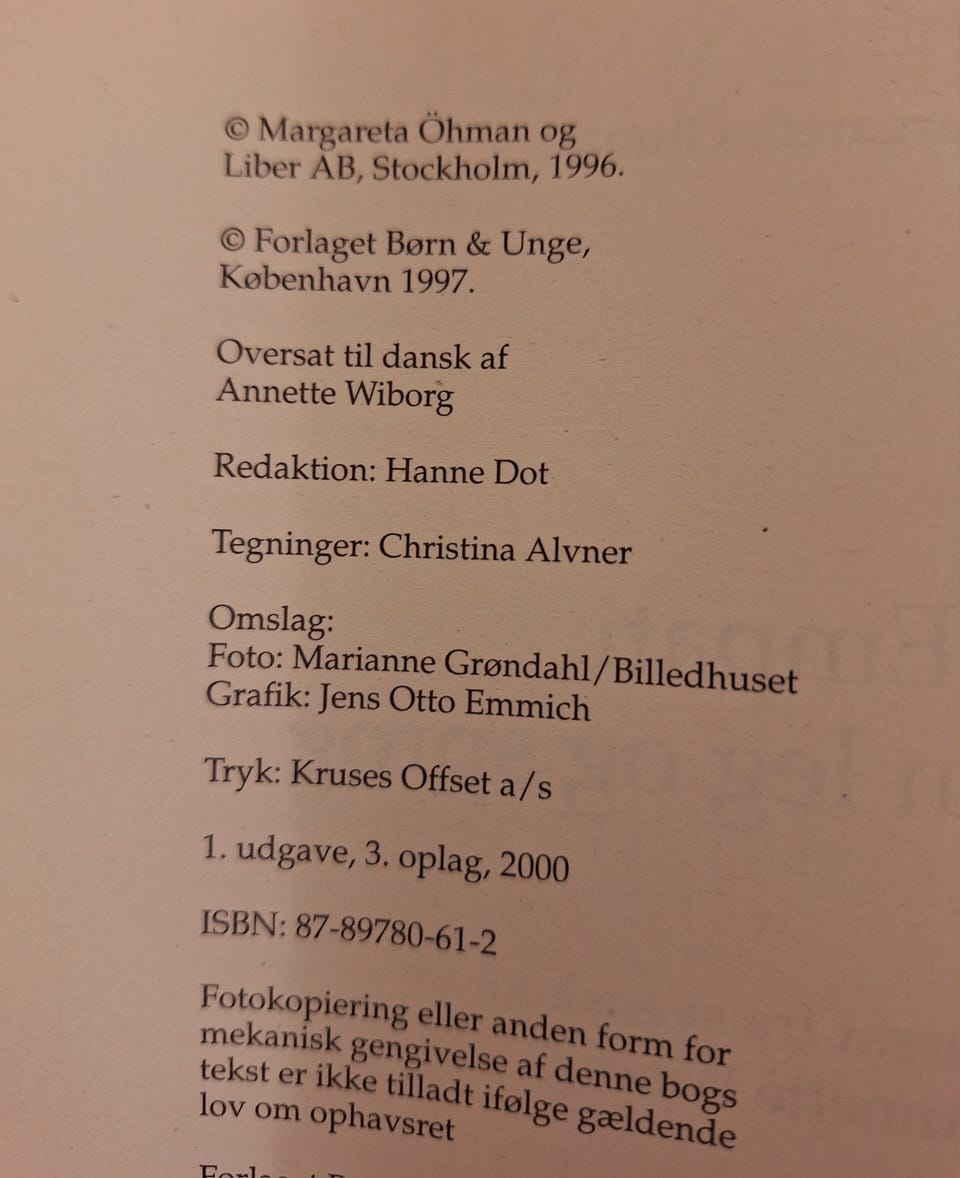 © Margareta Öhman og
Liber AB, Stockholm, 1996.
© Forlaget Børn & Unge,
København 1997.
Oversat til dansk af
Annette Wiborg
Redaktion: Hanne Dot
Tegninger: Christina Alvner
Omslag:
Foto: Marianne Grøndahl/Billedhuset
Grafik: Jens Otto Emmich
Tryk: Kruses Offset a/s
1. udgave, 3. oplag, 2000
ISBN: 87-89780-61-2
Fotokopiering eller anden form for
mekanisk gengivelse af denne bogs
tekst er ikke tilladt ifølge gældende
lov om ophavsret